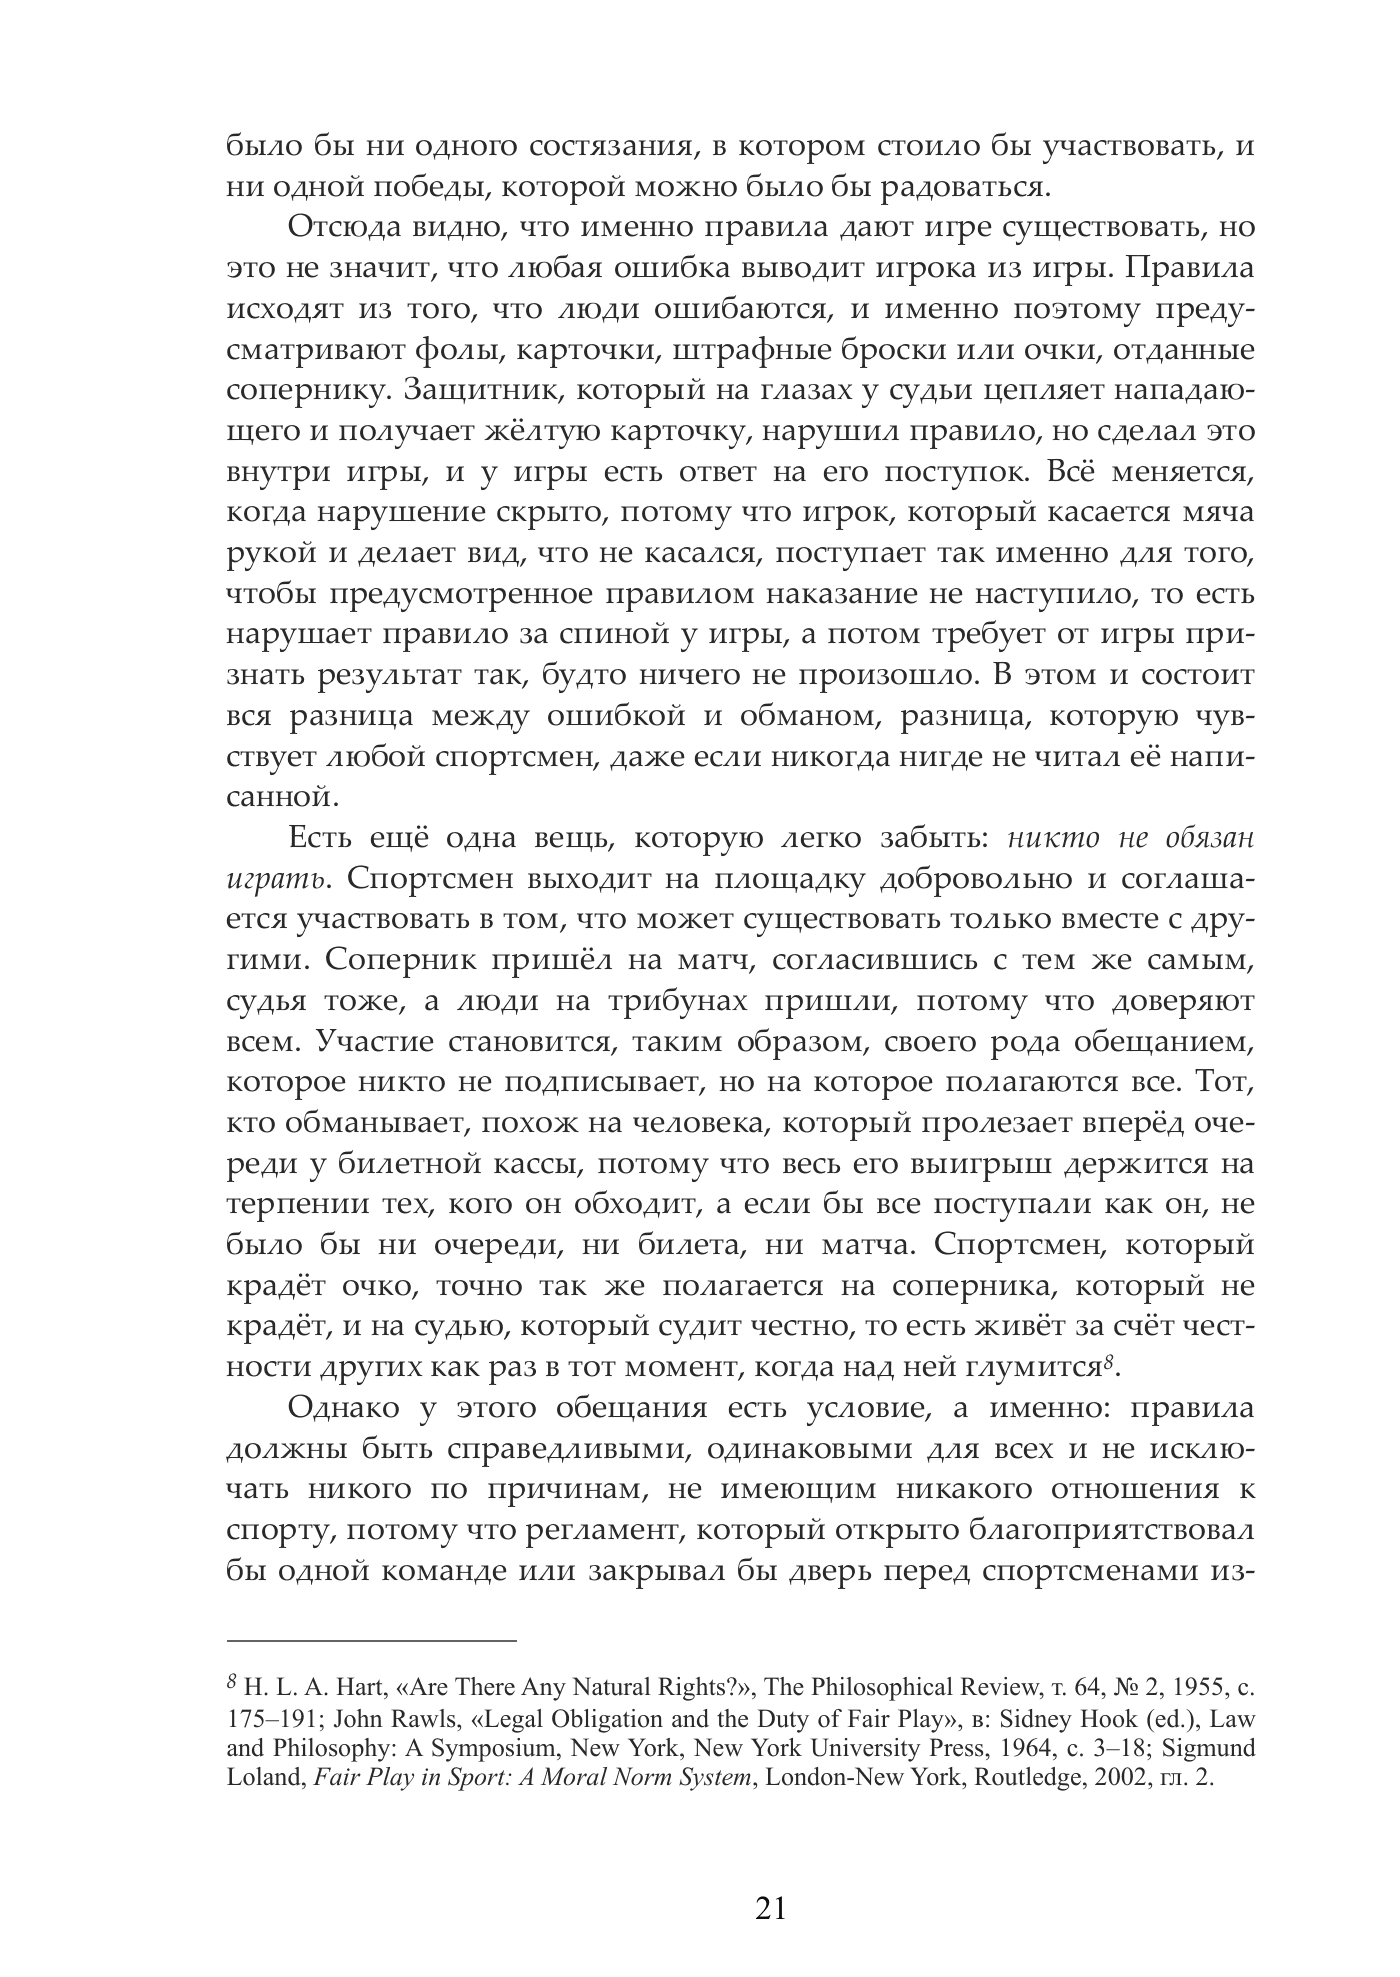 было бы ни одного состязания, в котором стоило бы участвовать, и
ни одной победы, которой можно было бы радоваться.
Отсюда видно, что именно правила дают игре существовать, но
это не значит, что любая ошибка выводит игрока из игры. Правила
исходят из того, что люди ошибаются, и именно поэтому преду-
сматривают фолы, карточки, штрафные броски или очки, отданные
сопернику. Защитник, который на глазах у судьи цепляет нападаю-
щего и получает жёлтую карточку, нарушил правило, но сделал это
внутри игры, и у игры есть ответ на его поступок. Всё меняется,
когда нарушение скрыто, потому что игрок, который касается мяча
рукой и делает вид, что не касался, поступает так именно для того,
чтобы предусмотренное правилом наказание не наступило, то есть
нарушает правило за спиной у игры, а потом требует от игры при-
знать результат так, будто ничего не произошло. В этом и состоит
вся разница между ошибкой и обманом, разница, которую чув-
ствует любой спортсмен, даже если никогда нигде не читал её напи-
санной.
Есть ещё одна вещь, которую легко забыть: никто не обязан
играть. Спортсмен выходит на площадку добровольно и соглаша-
ется участвовать в том, что может существовать только вместе с дру-
гими. Соперник пришёл на матч, согласившись с тем же самым,
судья тоже, а люди на трибунах пришли, потому что доверяют
всем. Участие становится, таким образом, своего рода обещанием,
которое никто не подписывает, но на которое полагаются все. Тот,
кто обманывает, похож на человека, который пролезает вперёд оче-
реди у билетной кассы, потому что весь его выигрыш держится на
терпении тех, кого он обходит, а если бы все поступали как он, не
было бы ни очереди, ни билета, ни матча. Спортсмен, который
крадёт очко, точно так же полагается на соперника, который не
крадёт, и на судью, который судит честно, то есть живёт за счёт чест-
ности других как раз в тот момент, когда над ней глумится8.
Однако у этого обещания есть условие, а именно: правила
должны быть справедливыми, одинаковыми для всех и не исклю-
чать никого по причинам, не имеющим никакого отношения к
спорту, потому что регламент, который открыто благоприятствовал
бы одной команде или закрывал бы дверь перед спортсменами из-
8 H. L. A. Hart, «Are There Any Natural Rights?», The Philosophical Review, т. 64, № 2, 1955, с.
175–191; John Rawls, «Legal Obligation and the Duty of Fair Play», в: Sidney Hook (ed.), Law
and Philosophy: A Symposium, New York, New York University Press, 1964, с. 3–18; Sigmund
Loland, Fair Play in Sport: A Moral Norm System, London-New York, Routledge, 2002, гл. 2.
21